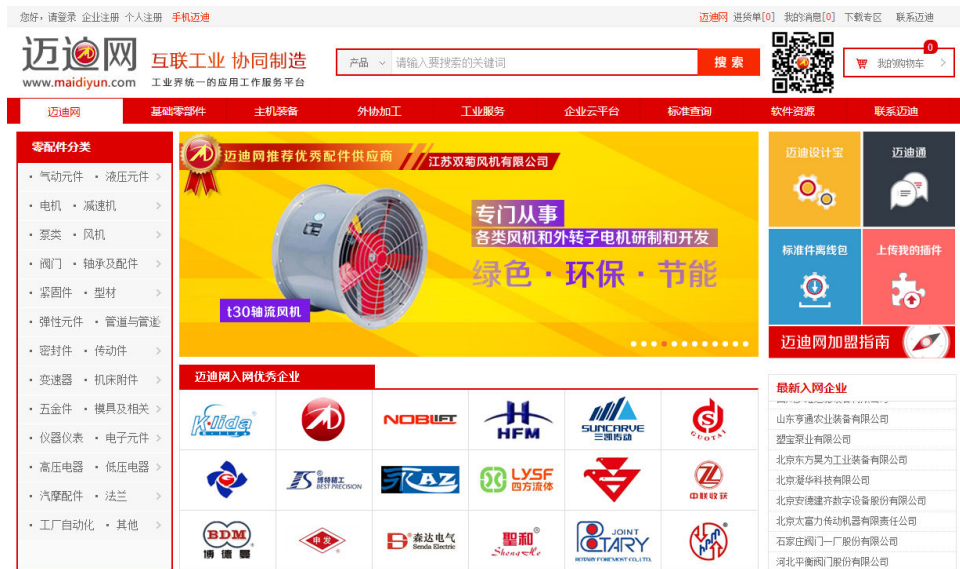 您好，请登录 企业注册 个人注册 手机迈迪
迈迪网 进货单[0] 我的消息[0] 下载专区 联系迈迪
迈迪网
www.maidiyun.com
互联工业 协同制造
工业界统一的应用工作服务平台
产品 请输入要搜索的关键词
搜 索
我的购物车
0
迈迪网 基础零部件 主机装备 外协加工 工业服务 企业云平台 标准查询 软件资源 联系迈迪
零配件分类
· 气动元件 · 液压元件
· 电机 · 减速机
· 泵类 · 风机
· 阀门 · 轴承及配件
· 紧固件 · 型材
· 弹性元件 · 管道与管道
· 密封件 · 传动件
· 变速器 · 机床附件
· 五金件 · 模具及相关
· 仪器仪表 · 电子元件
· 高压电器 · 低压电器
· 汽摩配件 · 法兰
· 工厂自动化 · 其他
迈迪网推荐优秀配件供应商
江苏双菊风机有限公司
专门从事
各类风机和外转子电机研制和开发
绿色 · 环保 · 节能
t30轴流风机
迈迪设计宝
迈迪通
标准件离线包
上传我的插件
迈迪网加盟指南
迈迪网入网优秀企业
K-lida
NOBLIFT
HFM
SUNCARVE
三凯传动
GUOTAI
博特精工
BEST PRECISION
AZ
LYSF
四方流体
中联收获
BDM
博德曼
申发
森达电气
Senda Electric
聖和®
ShengHe
JOINT
ROTARY
最新入网企业
山东亨通农业装备有限公司
塑宝泵业有限公司
北京东方昊为工业装备有限公司
北京凝华科技有限公司
北京安德建奇数字设备股份有限公司
北京太富力传动机器有限责任公司
石家庄阀门一厂股份有限公司
河北平衡阀门股份有限公司